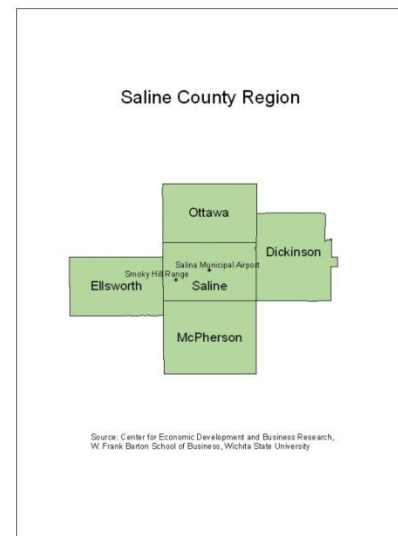 Saline County Region
Ottawa
Dickinson
Salina Municipal Airport
Smoky Hill Range
Ellsworth
Saline
McPherson
Source: Center for Economic Development and Business Research,
W. Frank Barton School of Business, Wichita State University